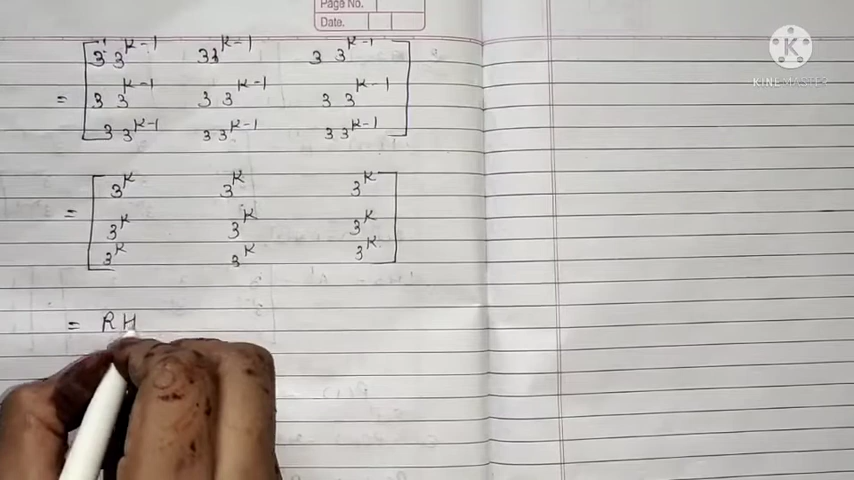 Page No.
Date.
3¹ 3^K-1 3 3^K-1 3 3^K-1
= 3 3^K-1 3 3^K-1 3 3^K-1
3 3^K-1 3 3^K-1 3 3^K-1
3^K 3^K 3^K
= 3^K 3^K 3^K
3^K 3^K 3^K
= RH
K
KINEMASTER